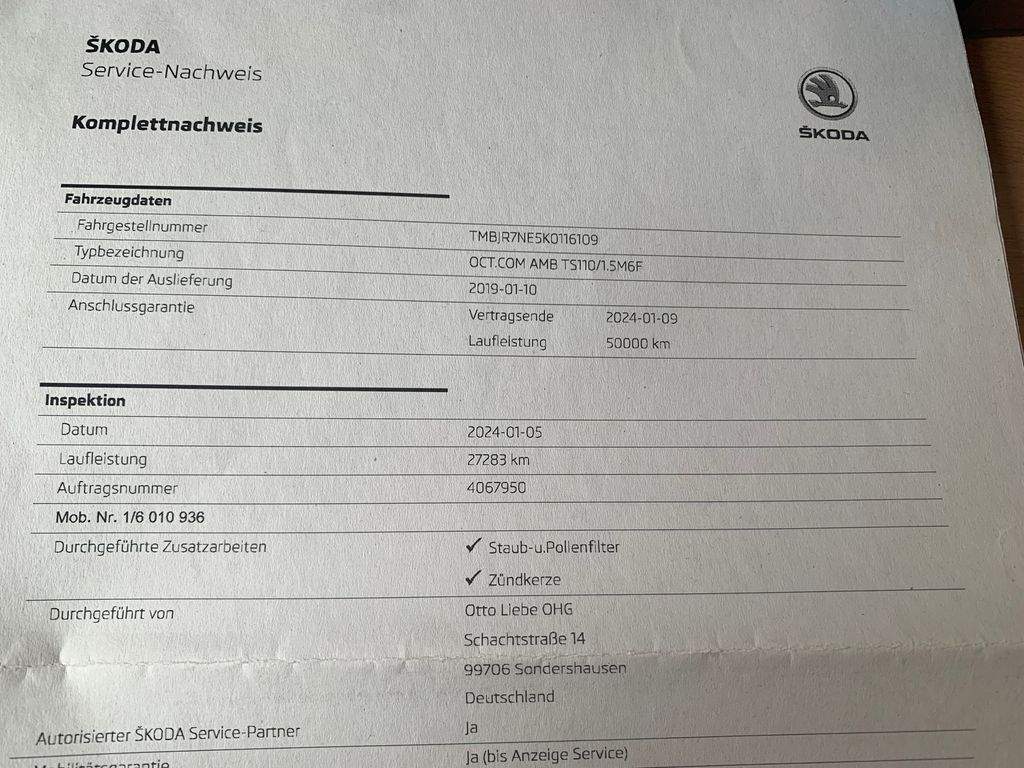 ŠKODA
Service-Nachweis
ŠKODA
Komplettnachweis
Fahrzeugdaten
Fahrgestellnummer TMBJR7NE5K0116109
Typbezeichnung OCT.COM AMB TS110/1.5M6F
Datum der Auslieferung 2019-01-10
Anschlussgarantie Vertragsende 2024-01-09
Laufleistung 50000 km
Inspektion
Datum 2024-01-05
Laufleistung 27283 km
Auftragsnummer 4067950
Mob. Nr. 1/6 010 936
Durchgeführte Zusatzarbeiten ✓ Staub-u.Pollenfilter
✓ Zündkerze
Durchgeführt von Otto Liebe OHG
Schachtstraße 14
99706 Sondershausen
Deutschland
Autorisierter ŠKODA Service-Partner Ja
Mobilitätsgarantie Ja (bis Anzeige Service)